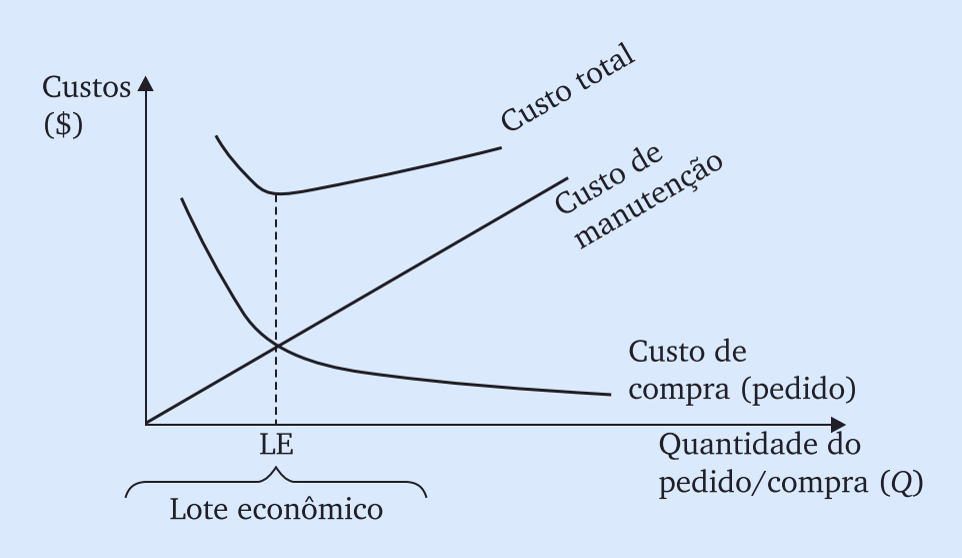 Custos
($)
Custo total
Custo de
manutenção
Custo de
compra (pedido)
LE
Quantidade do
pedido/compra (Q)
Lote econômico